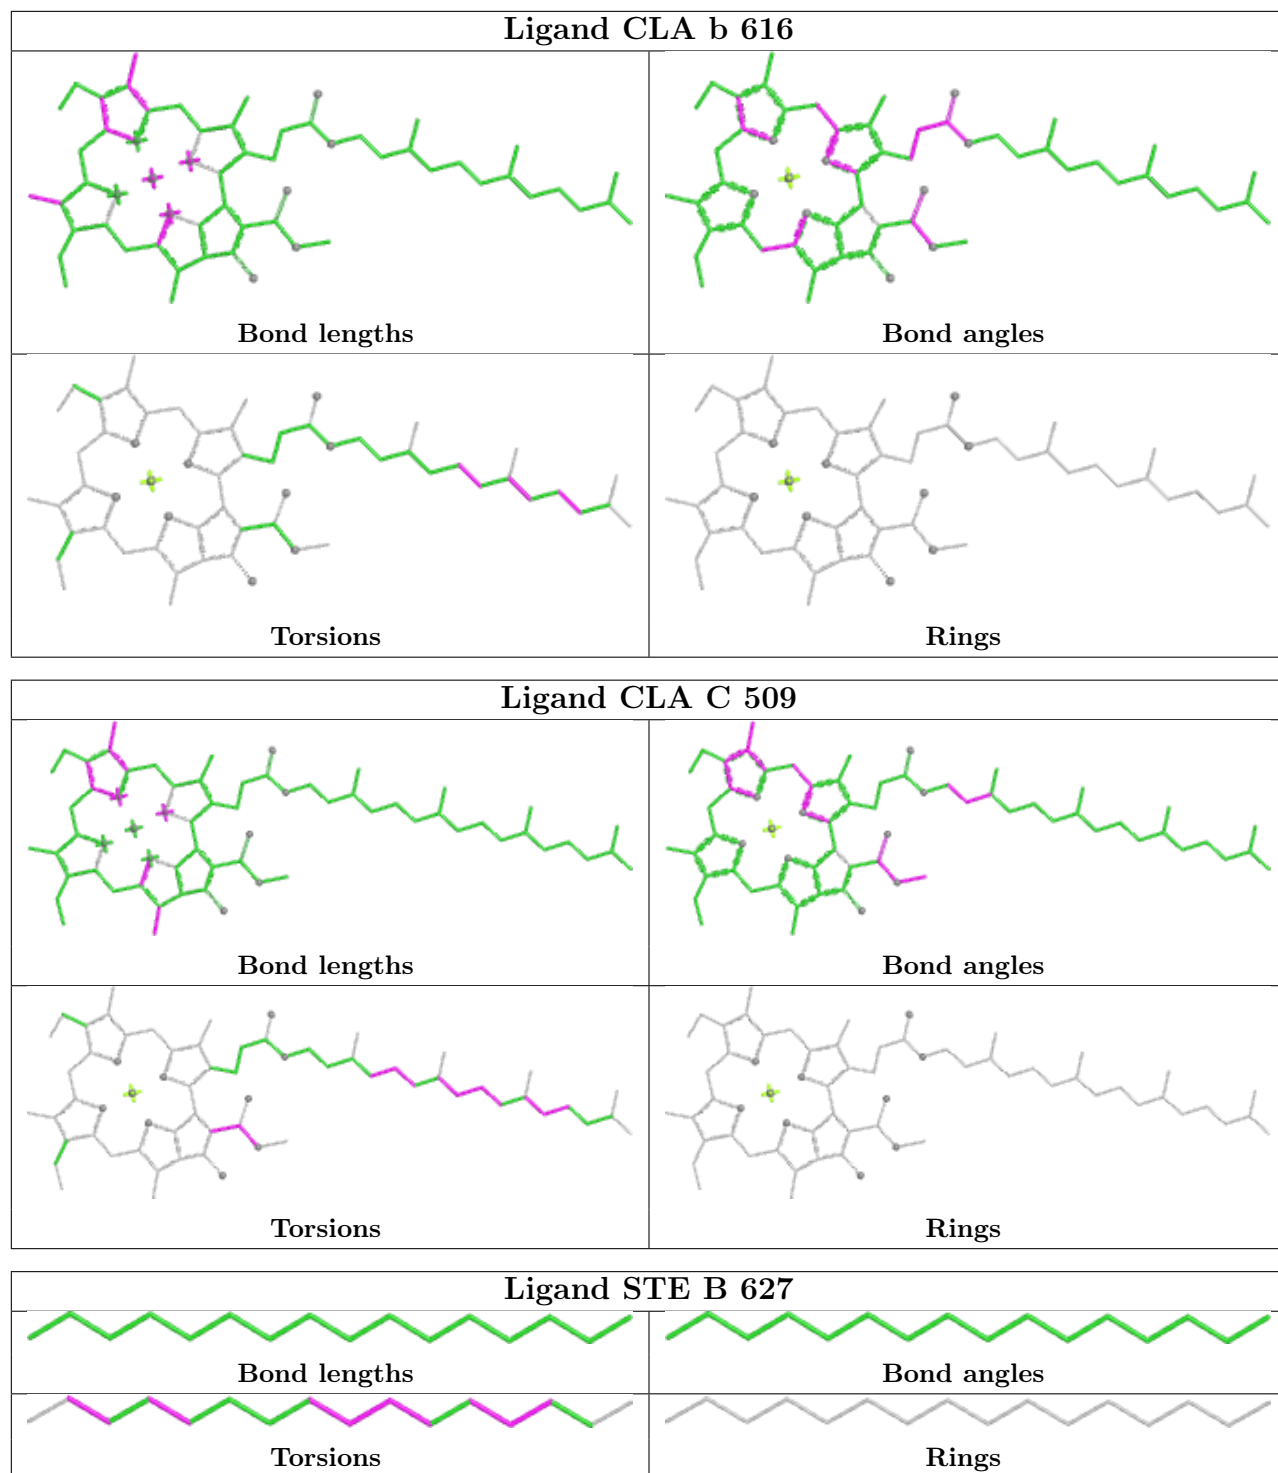 Ligand CLA b 616
Bond lengths
Bond angles
Torsions
Rings
Ligand CLA C 509
Bond lengths
Bond angles
Torsions
Rings
Ligand STE B 627
Bond lengths
Bond angles
Torsions
Rings